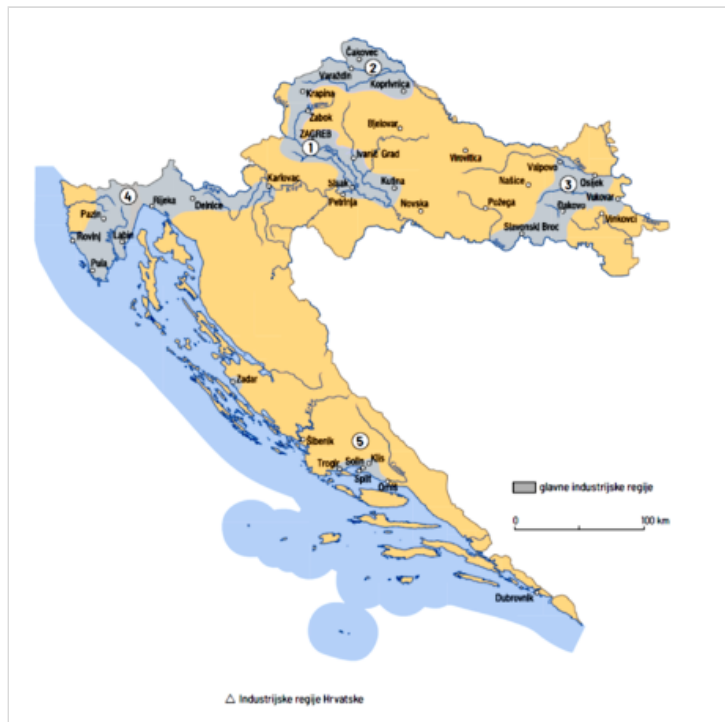 Čakovec
2
Varaždin
Koprivnica
Krapina
Zabok
Bjelovar
ZAGREB
1
Ivanić Grad
Virovitica
Valpovo
Karlovac
Sisak
Kutina
Našice
3
Osijek
4
Rijeka
Delnice
Petrinja
Novska
Požega
Đakovo
Vukovar
Pazin
Vinkovci
Rovinj
Labin
Slavonski Broc
Pula
Zadar
Šibenik
5
Trogir
Solin
Klis
Split
Omiš
glavne industrijske regije
0
100 km
Dubrovnik
△ Industrijske regije Hrvatske